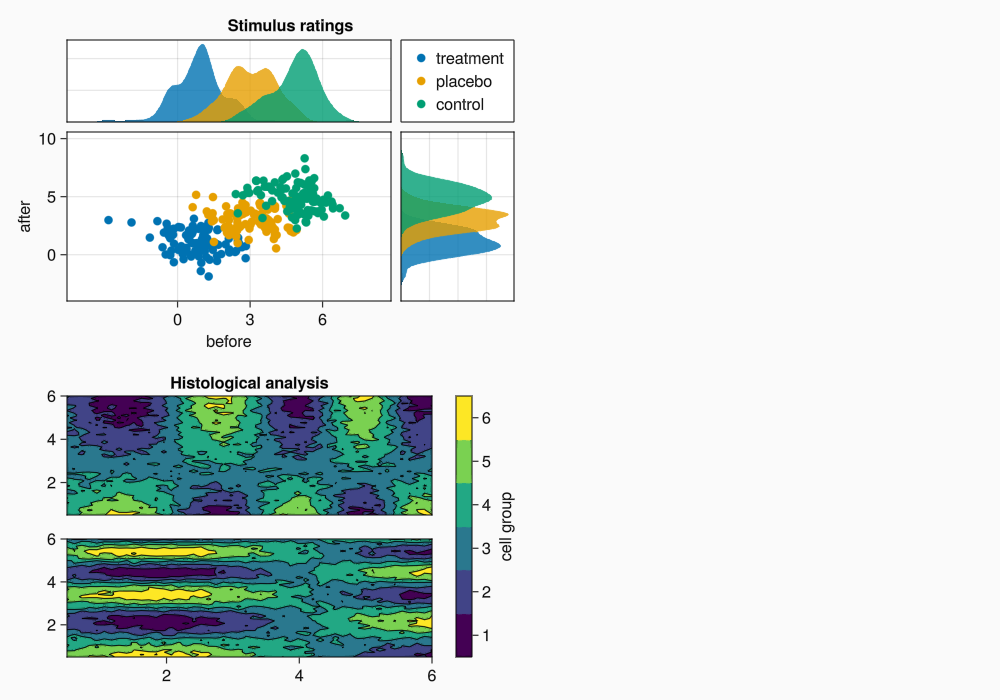 Stimulus ratings
treatment
placebo
control
10
5
0
after
0 3 6
before
Histological analysis
6
4
2
6
4
2
2 4 6
6
5
4
3
2
1
cell group